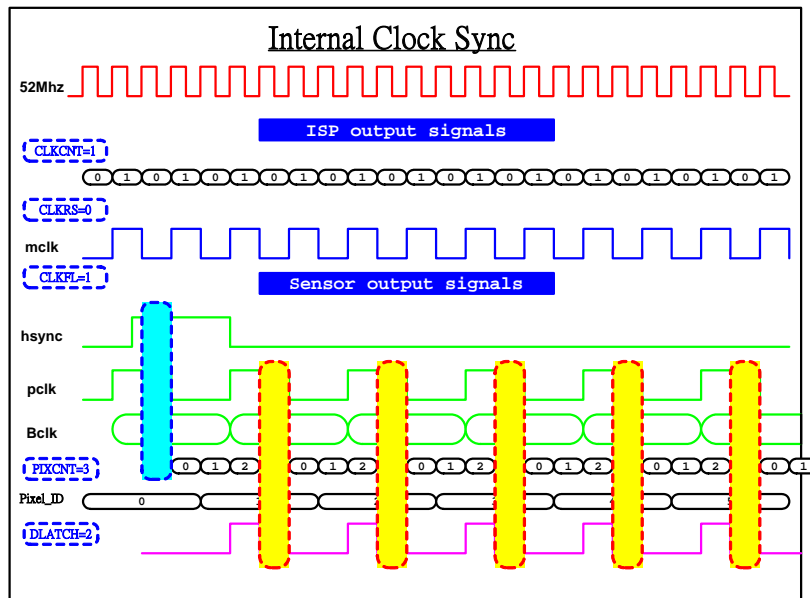 Internal Clock Sync
52Mhz
ISP output signals
CLKCNT=1
0 1 0 1 0 1 0 1 0 1 0 1 0 1 0 1 0 1 0 1 0 1 0 1
CLKRS=0
mclk
CLKFL=1
Sensor output signals
hsync
pclk
Bclk
PIXCNT=3
0 1 2 0 1 2 0 1 2 0 1 2 0 1 2 0 1
Pixel_ID
0
DLATCH=2